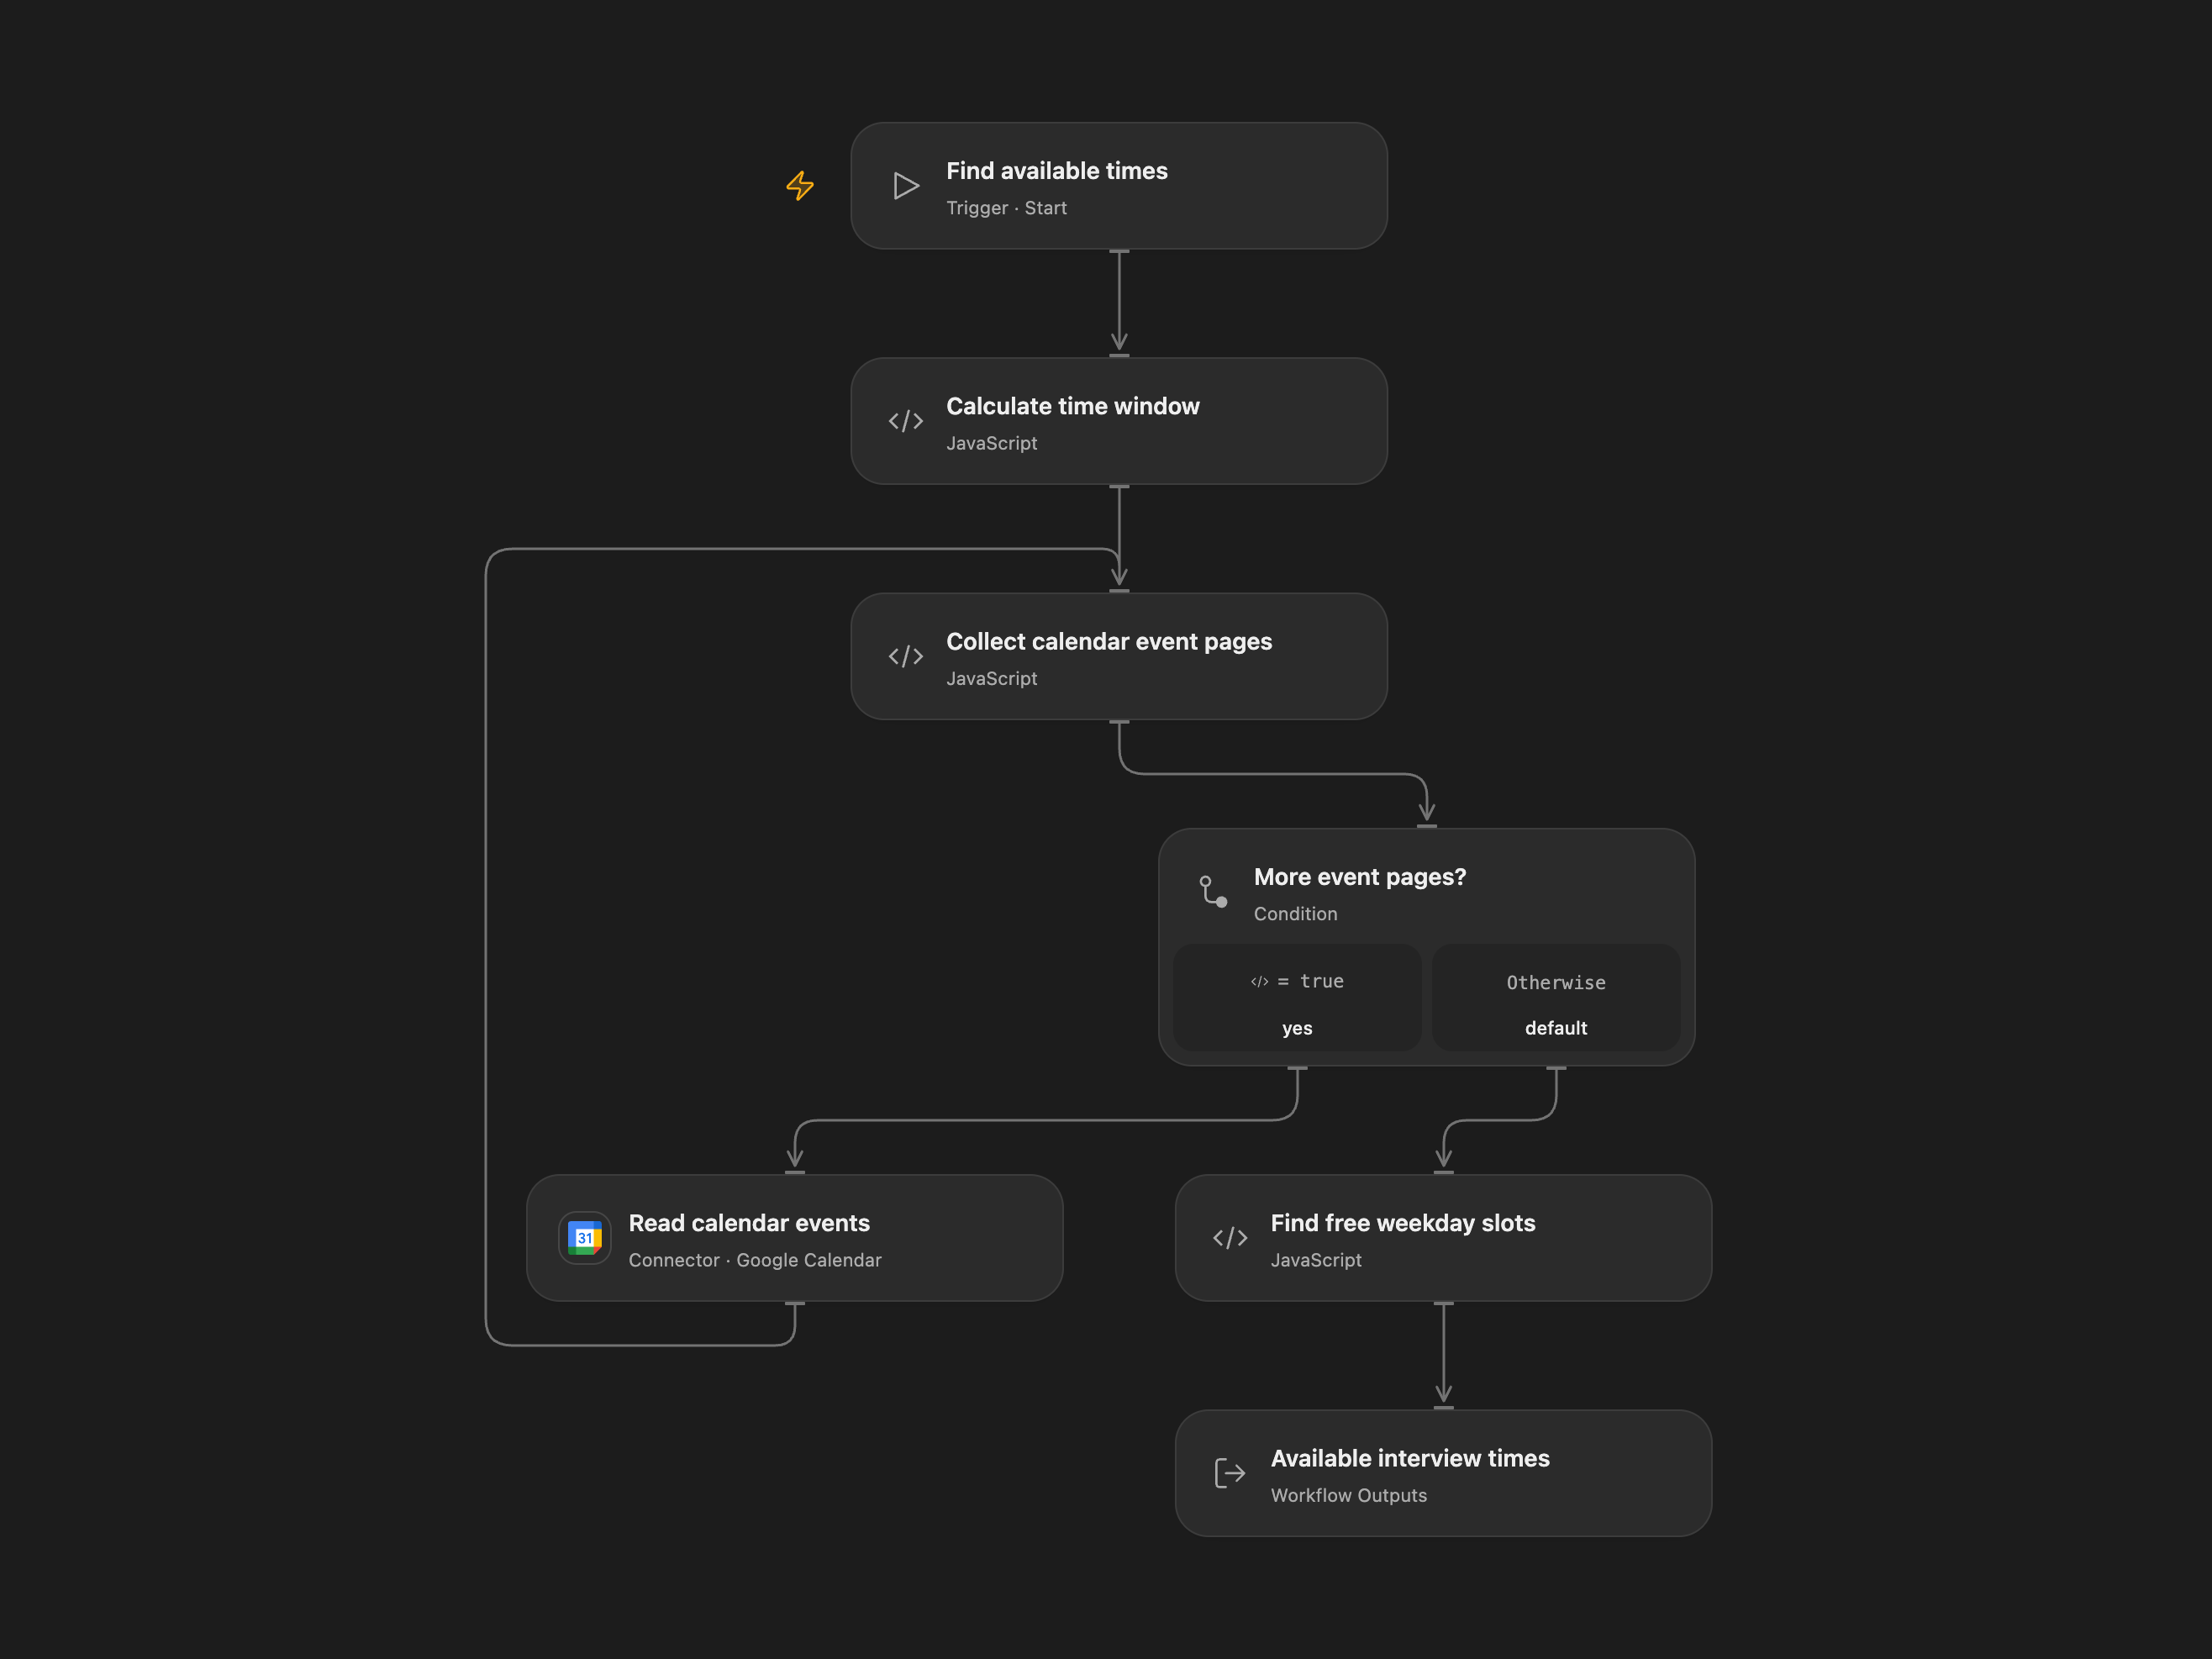 Find available times
Trigger · Start
Calculate time window
JavaScript
Collect calendar event pages
JavaScript
More event pages?
Condition
</> = true
yes
Otherwise
default
Read calendar events
Connector · Google Calendar
31
Find free weekday slots
JavaScript
Available interview times
Workflow Outputs